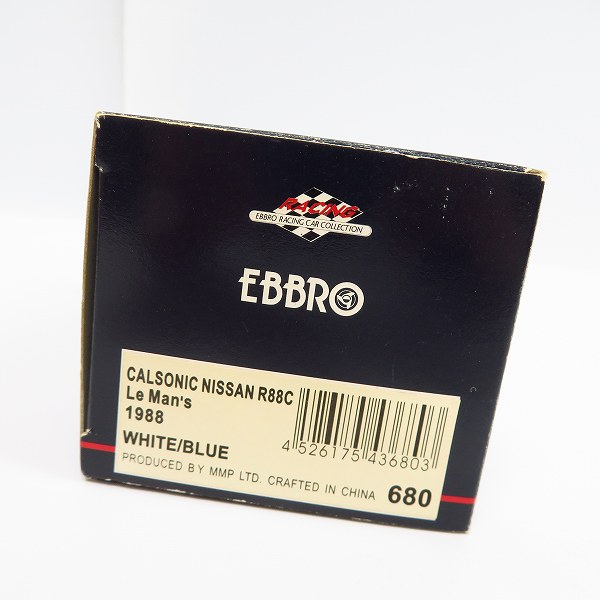 RACING
EBBRO RACING CAR COLLECTION
EBBRO
CALSONIC NISSAN R88C
Le Man's
1988
WHITE/BLUE
4 526175 436803
PRODUCED BY MMP LTD. CRAFTED IN CHINA 680